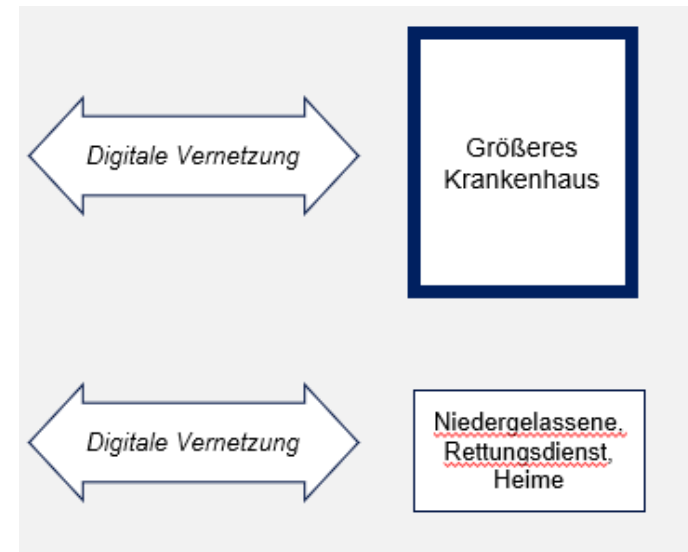 Digitale Vernetzung
Größeres
Krankenhaus
Digitale Vernetzung
Niedergelassene.
Rettungsdienst,
Heime